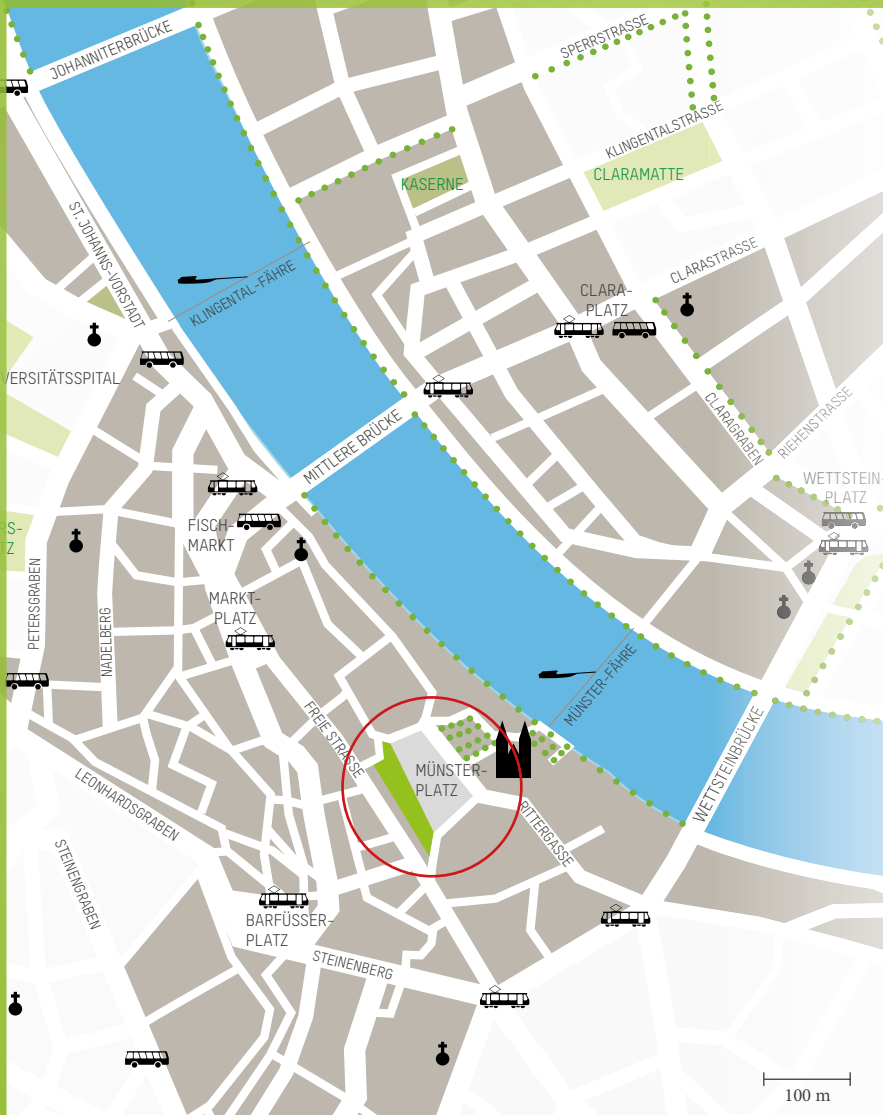 JOHANNITERBRÜCKE
SPERRSTRASSE
KLINGENTALSTRASSE
CLARAMATTE
KASERNE
ST. JOHANNS-VORSTADT
CLARASTRASSE
KLINGENTAL-FÄHRE
CLARA-
PLATZ
VERSITÄTSSPITAL
CLARAGRABEN
RIEHENSTRASSE
MITTLERE BRÜCKE
WETTSTEIN-
PLATZ
FISCH-
MARKT
S-
TZ
PETERSGRABEN
NADELBERG
MARKT-
PLATZ
MÜNSTER-FÄHRE
FREIE STRASSE
WETTSTEINBRÜCKE
MÜNSTER-
PLATZ
LEONHARDSGRABEN
RITTERGASSE
STEINENGRABEN
BARFÜSSER-
PLATZ
STEINENBERG
100 m